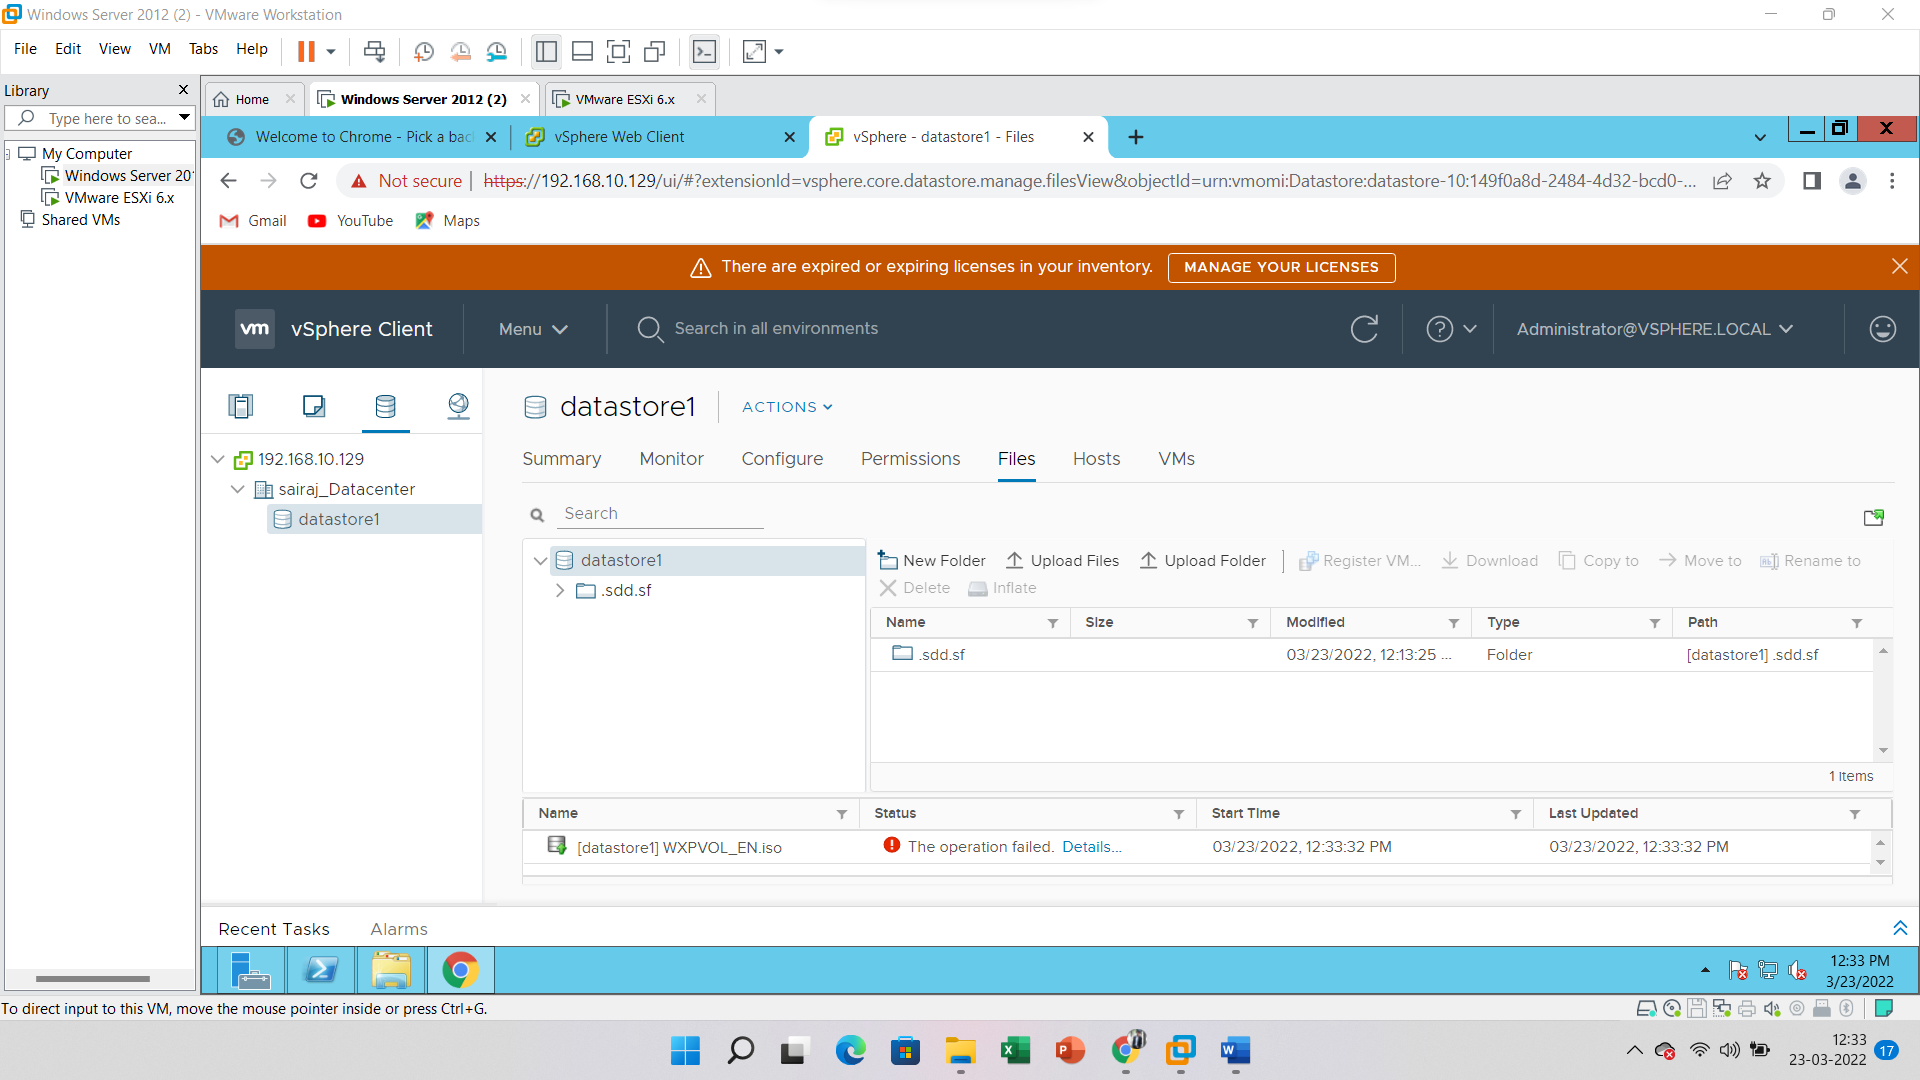 Windows Server 2012 (2) - VMware Workstation
File Edit View VM Tabs Help
Library
Type here to sea...
My Computer
Windows Server 20
VMware ESXi 6.x
Shared VMs
Home
Windows Server 2012 (2)
VMware ESXi 6.x
Welcome to Chrome - Pick a bac
vSphere Web Client
vSphere - datastore1 - Files
Not secure
https://192.168.10.129/ui/#?extensionId=vsphere.core.datastore.manage.filesView&objectId=urn:vmomi:Datastore:datastore-10:149f0a8d-2484-4d32-bcd0-...
Gmail YouTube Maps
There are expired or expiring licenses in your inventory. MANAGE YOUR LICENSES
vm vSphere Client Menu Search in all environments Administrator@VSPHERE.LOCAL
datastore1 ACTIONS
Summary Monitor Configure Permissions Files Hosts VMs
192.168.10.129
sairaj_Datacenter
datastore1
Search
datastore1
.sdd.sf
New Folder Upload Files Upload Folder Register VM... Download Copy to Move to Rename to
Delete Inflate
Name Size Modified Type Path
.sdd.sf 03/23/2022, 12:13:25 ... Folder [datastore1] .sdd.sf
1 items
Name Status Start Time Last Updated
[datastore1] WXPVOL_EN.iso The operation failed. Details... 03/23/2022, 12:33:32 PM 03/23/2022, 12:33:32 PM
Recent Tasks Alarms
12:33 PM
3/23/2022
To direct input to this VM, move the mouse pointer inside or press Ctrl+G.
12:33
23-03-2022
17